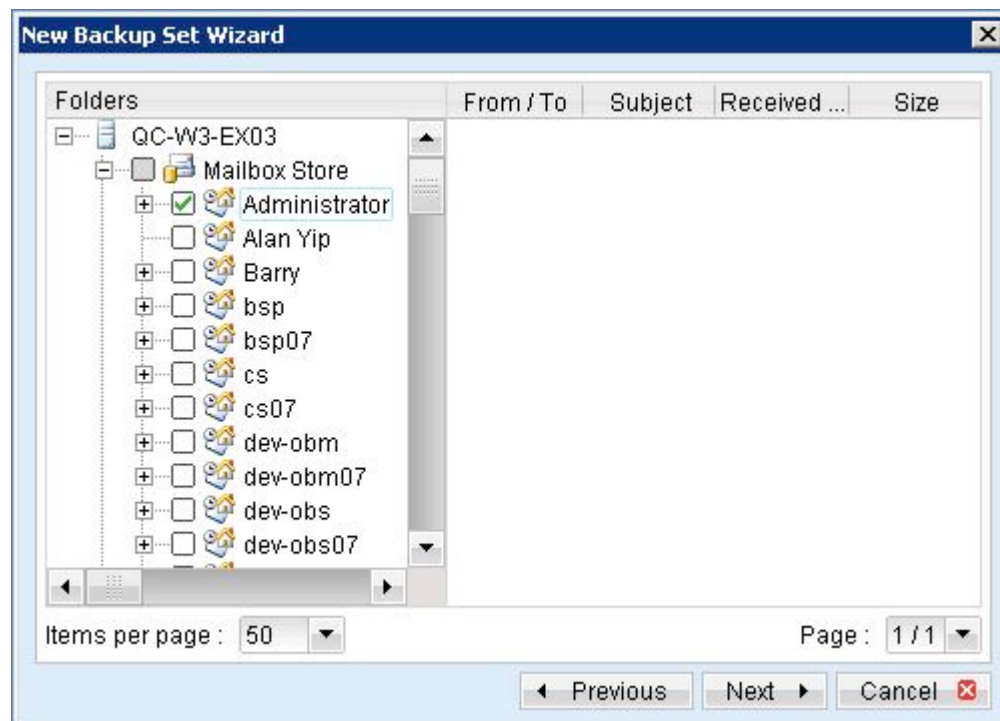 New Backup Set Wizard
Folders From / To Subject Received ... Size
QC-W3-EX03
Mailbox Store
Administrator
Alan Yip
Barry
bsp
bsp07
cs
cs07
dev-obm
dev-obm07
dev-obs
dev-obs07
Items per page : 50 Page : 1 / 1
Previous Next Cancel